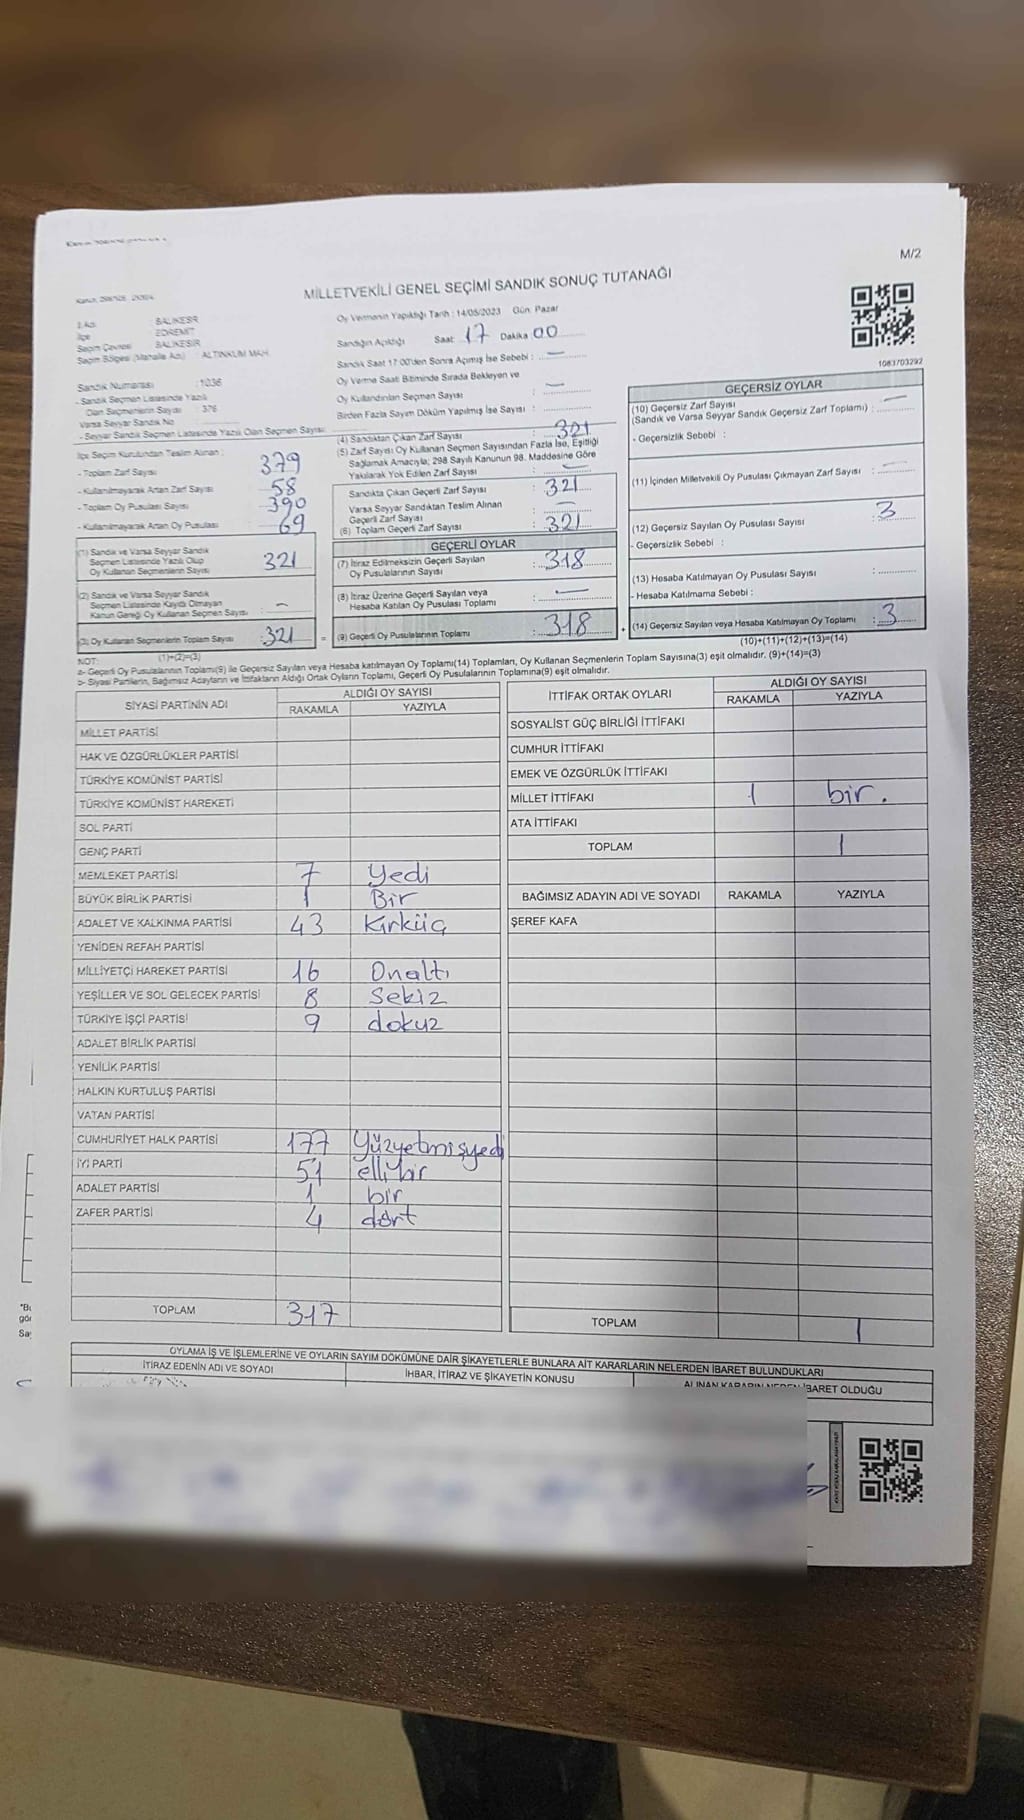 M/2
MİLLETVEKİLİ GENEL SEÇİMİ SANDIK SONUÇ TUTANAĞI
İl Adı : BALIKESİR
İlçe : EDREMİT
Seçim Çevresi : BALIKESİR
Seçim Bölgesi (Mahalle Adı) : ALTINKUM MAH.
Sandık Numarası : 1036
- Sandık Seçmen Listesinde Yazılı
Olan Seçmenlerin Sayısı : 376
Varsa Seyyar Sandık No
- Seyyar Sandık Seçmen Listesinde Yazılı Olan Seçmen Sayısı:
İlçe Seçim Kurulundan Teslim Alınan :
- Toplam Zarf Sayısı 379
- Kullanılmayarak Artan Zarf Sayısı 58
- Toplam Oy Pusulası Sayısı 390
- Kullanılmayarak Artan Oy Pusulası 69
(1) Sandık ve Varsa Seyyar Sandık
Seçmen Listesinde Yazılı Olup
Oy Kullanan Seçmenlerin Sayısı 321
(2) Sandık ve Varsa Seyyar Sandık
Seçmen Listesinde Kayıtlı Olmayan
Kanun Gereği Oy Kullanan Seçmen Sayısı : -
(3) Oy Kullanan Seçmenlerin Toplam Sayısı : 321 =
(1)+(2)=(3)
Oy Vermenin Yapıldığı Tarih : 14/05/2023 Gün: Pazar
Sandığın Açıldığı Saat: 17 Dakika 00
Sandık Saat 17:00'den Sonra Açımış İse Sebebi : -
Oy Verme Saati Bitiminde Sırada Bekleyen ve
Oy Kullandırılan Seçmen Sayısı : -
Birden Fazla Sayım Döküm Yapılmış İse Sayısı :
(4) Sandıktan Çıkan Zarf Sayısı : 321
(5) Zarf Sayısı Oy Kullanan Seçmen Sayısından Fazla İse, Eşitliği
Sağlamak Amacıyla; 298 Sayılı Kanunun 98. Maddesine Göre
Yakılarak Yok Edilen Zarf Sayısı : -
Sandıkta Çıkan Geçerli Zarf Sayısı : 321
Varsa Seyyar Sandıktan Teslim Alınan
Geçerli Zarf Sayısı : -
(6) Toplam Geçerli Zarf Sayısı : 321
GEÇERLİ OYLAR
(7) İtiraz Edilmeksizin Geçerli Sayılan
Oy Pusulalarının Sayısı : 318
(8) İtiraz Üzerine Geçerli Sayılan veya
Hesaba Katılan Oy Pusulası Toplamı : -
(9) Geçerli Oy Pusulalarının Toplamı : 318 +
1083703292
GEÇERSİZ OYLAR
(10) Geçersiz Zarf Sayısı
(Sandık ve Varsa Seyyar Sandık Geçersiz Zarf Toplamı) : -
- Geçersizlik Sebebi :
(11) İçinden Milletvekili Oy Pusulası Çıkmayan Zarf Sayısı : -
(12) Geçersiz Sayılan Oy Pusulası Sayısı : 3
- Geçersizlik Sebebi :
(13) Hesaba Katılmayan Oy Pusulası Sayısı :
- Hesaba Katılmama Sebebi :
(14) Geçersiz Sayılan veya Hesaba Katılmayan Oy Toplamı : 3
(10)+(11)+(12)+(13)=(14)
NOT:
a- Geçerli Oy Pusulalarının Toplamı(9) ile Geçersiz Sayılan veya Hesaba katılmayan Oy Toplamı(14) Toplamları, Oy Kullanan Seçmenlerin Toplam Sayısına(3) eşit olmalıdır. (9)+(14)=(3)
b- Siyasi Partilerin, Bağımsız Adayların ve İttifakların Aldığı Ortak Oyların Toplamı, Geçerli Oy Pusulalarının Toplamına(9) eşit olmalıdır.
SİYASİ PARTİNİN ADI ALDIĞI OY SAYISI
RAKAMLA YAZIYLA
MİLLET PARTİSİ
HAK VE ÖZGÜRLÜKLER PARTİSİ
TÜRKİYE KOMÜNİST PARTİSİ
TÜRKİYE KOMÜNİST HAREKETİ
SOL PARTİ
GENÇ PARTİ
MEMLEKET PARTİSİ 7 Yedi
BÜYÜK BİRLİK PARTİSİ 1 Bir
ADALET VE KALKINMA PARTİSİ 43 Kırküç
YENİDEN REFAH PARTİSİ
MİLLİYETÇİ HAREKET PARTİSİ 16 Onaltı
YEŞİLLER VE SOL GELECEK PARTİSİ 8 Sekiz
TÜRKİYE İŞÇİ PARTİSİ 9 dokuz
ADALET BİRLİK PARTİSİ
YENİLİK PARTİSİ
HALKIN KURTULUŞ PARTİSİ
VATAN PARTİSİ
CUMHURİYET HALK PARTİSİ 177 Yüzyetmişyedi
İYİ PARTİ 51 ellibir
ADALET PARTİSİ 1 bir
ZAFER PARTİSİ 4 dört
TOPLAM 317
İTTİFAK ORTAK OYLARI ALDIĞI OY SAYISI
RAKAMLA YAZIYLA
SOSYALİST GÜÇ BİRLİĞİ İTTİFAKI
CUMHUR İTTİFAKI
EMEK VE ÖZGÜRLÜK İTTİFAKI
MİLLET İTTİFAKI 1 bir.
ATA İTTİFAKI
TOPLAM 1
BAĞIMSIZ ADAYIN ADI VE SOYADI RAKAMLA YAZIYLA
ŞEREF KAFA
TOPLAM 1
OYLAMA İŞ VE İŞLEMLERİNE VE OYLARIN SAYIM DÖKÜMÜNE DAİR ŞİKAYETLERLE BUNLARA AİT KARARLARIN NELERDEN İBARET BULUNDUKLARI
İTİRAZ EDENİN ADI VE SOYADI İHBAR, İTİRAZ VE ŞİKAYETİN KONUSU ALINAN KARARIN NEDEN İBARET OLDUĞU